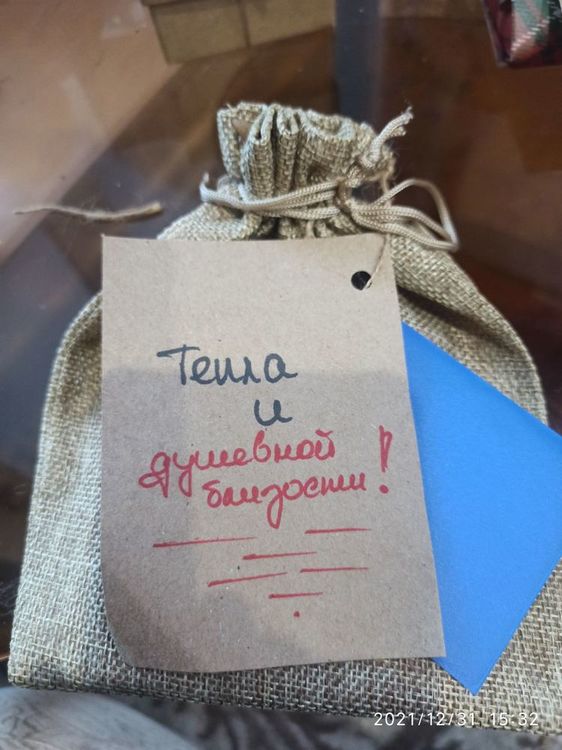 Тепла
и
душевной
близости!
2021/12/31 15:32